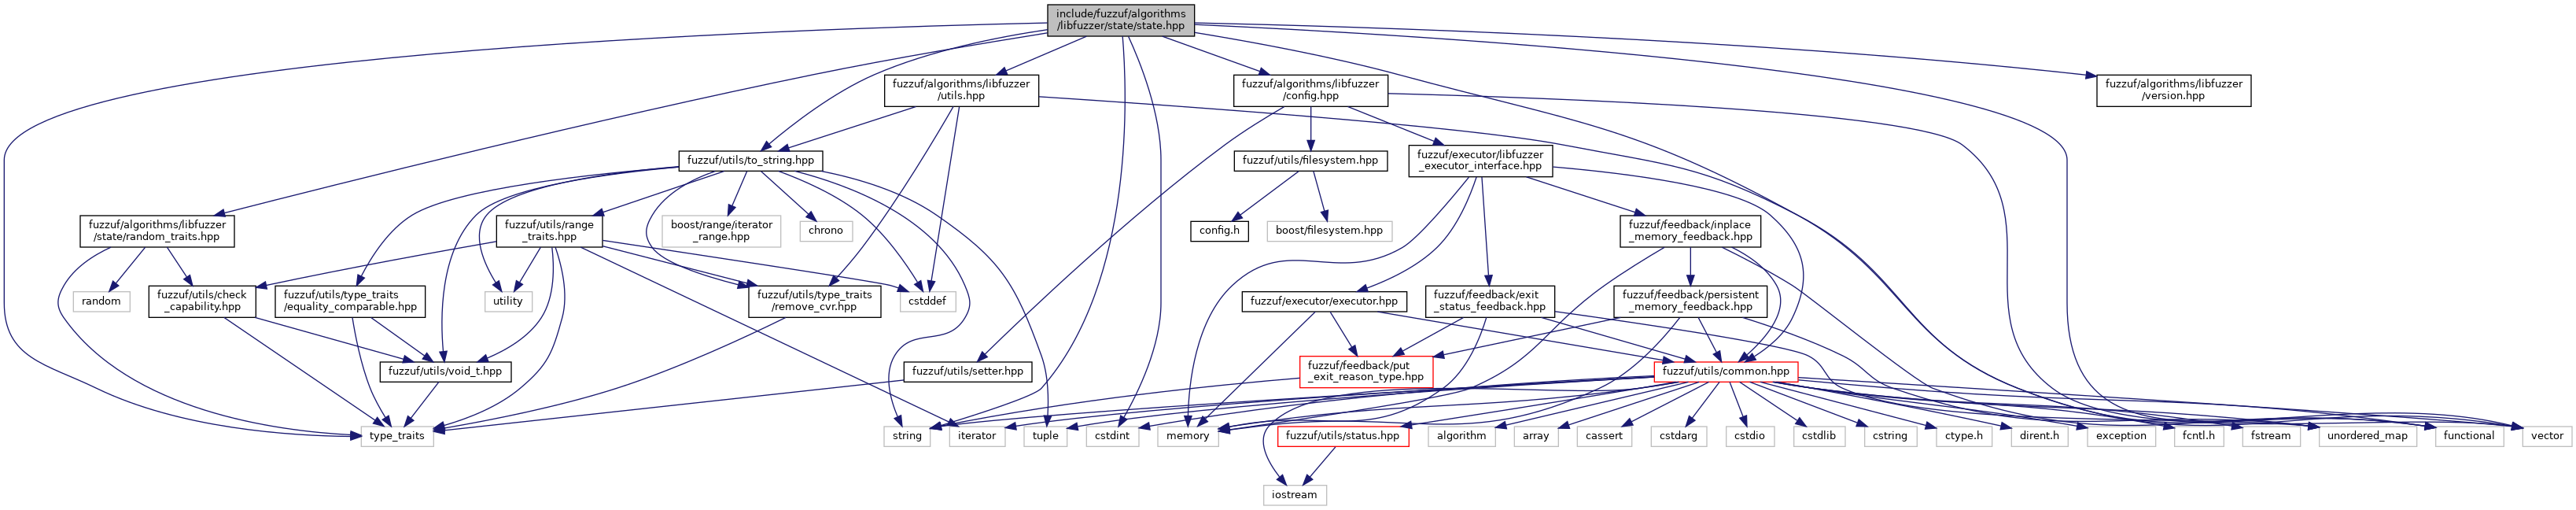 include/fuzzuf/algorithms
/libfuzzer/state/state.hpp
fuzzuf/algorithms/libfuzzer
/utils.hpp
fuzzuf/algorithms/libfuzzer
/config.hpp
fuzzuf/algorithms/libfuzzer
/version.hpp
fuzzuf/utils/to_string.hpp
fuzzuf/utils/filesystem.hpp
fuzzuf/executor/libfuzzer
_executor_interface.hpp
fuzzuf/algorithms/libfuzzer
/state/random_traits.hpp
fuzzuf/utils/range
_traits.hpp
boost/range/iterator
_range.hpp
chrono
config.h
boost/filesystem.hpp
fuzzuf/feedback/inplace
_memory_feedback.hpp
random
fuzzuf/utils/check
_capability.hpp
fuzzuf/utils/type_traits
/equality_comparable.hpp
utility
fuzzuf/utils/type_traits
/remove_cvr.hpp
cstddef
fuzzuf/executor/executor.hpp
fuzzuf/feedback/exit
_status_feedback.hpp
fuzzuf/feedback/persistent
_memory_feedback.hpp
fuzzuf/utils/void_t.hpp
fuzzuf/utils/setter.hpp
fuzzuf/feedback/put
_exit_reason_type.hpp
fuzzuf/utils/common.hpp
type_traits
string
iterator
tuple
cstdint
memory
fuzzuf/utils/status.hpp
algorithm
array
cassert
cstdarg
cstdio
cstdlib
cstring
ctype.h
dirent.h
exception
fcntl.h
fstream
unordered_map
functional
vector
iostream